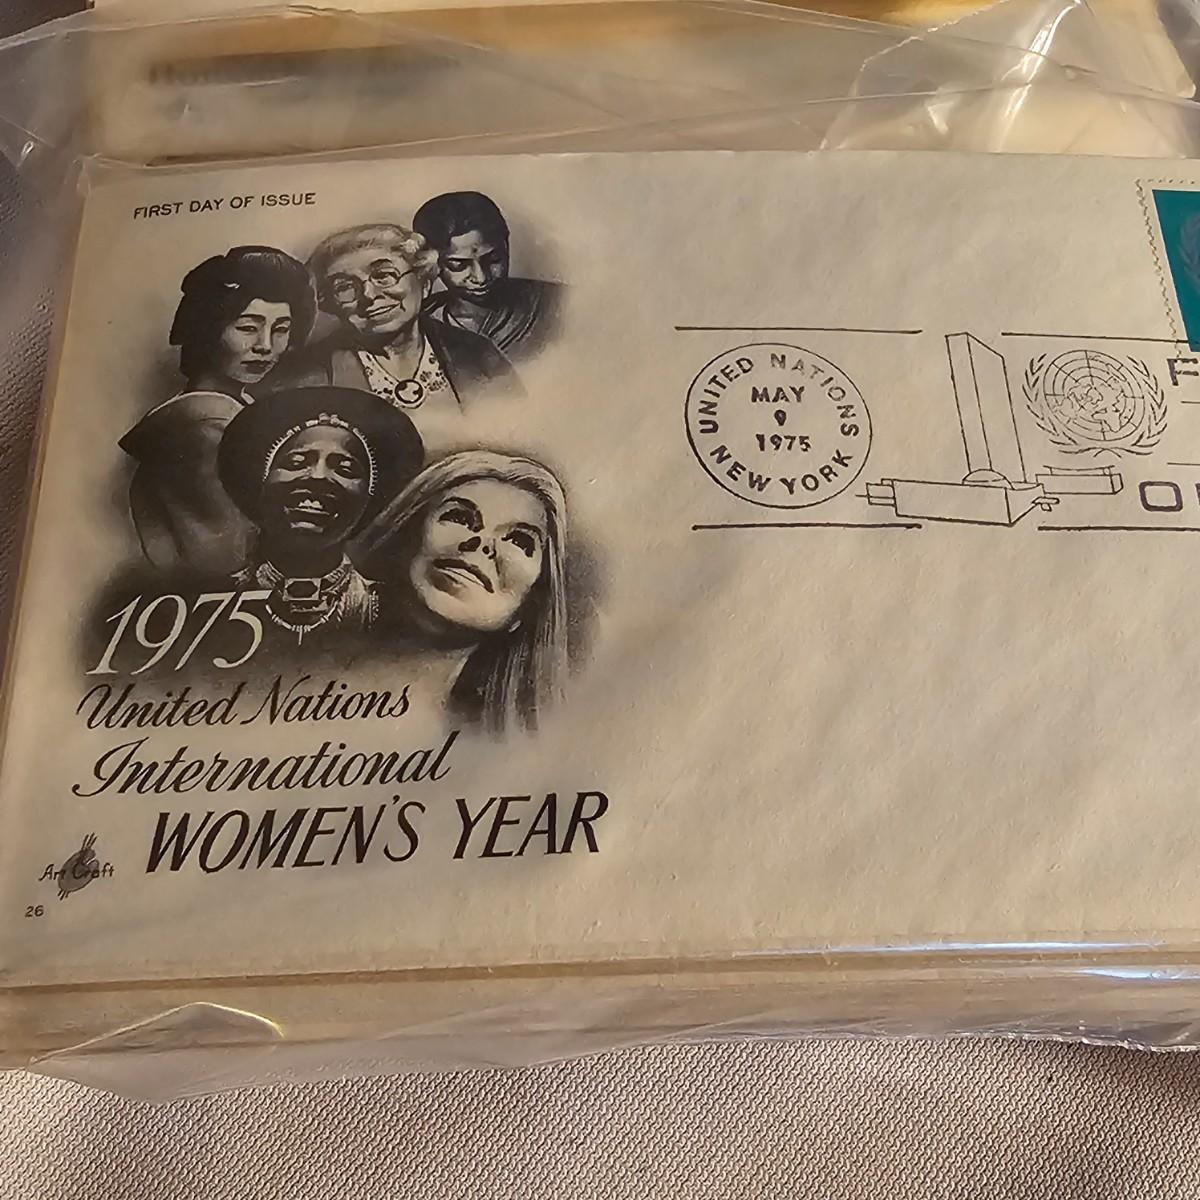 FIRST DAY OF ISSUE
UNITED NATIONS
MAY
9
1975
NEW YORK
1975
United Nations
International
WOMEN'S YEAR
Art Craft
26